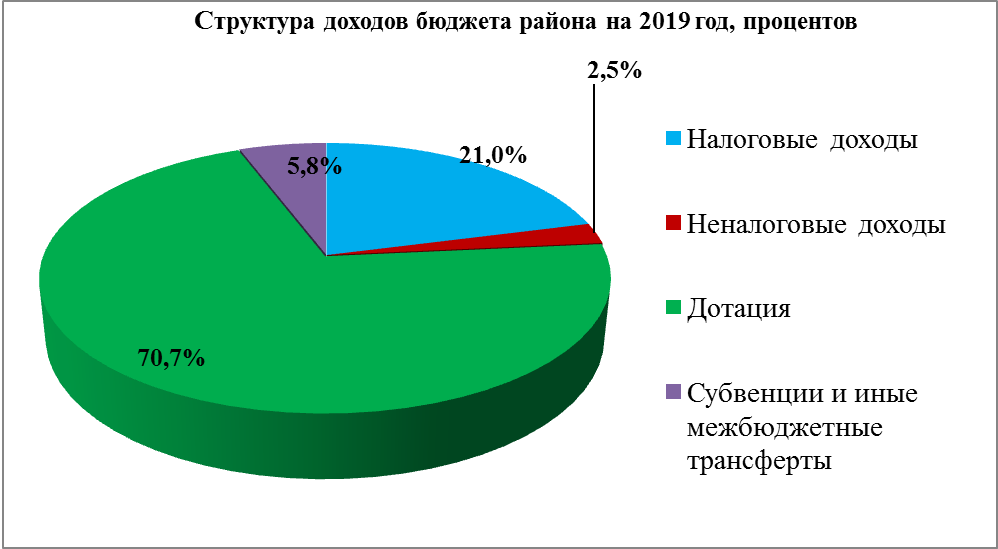 Структура доходов бюджета района на 2019 год, процентов
2,5%
21,0%
5,8%
70,7%
Налоговые доходы
Неналоговые доходы
Дотация
Субвенции и иные
межбюджетные
трансферты